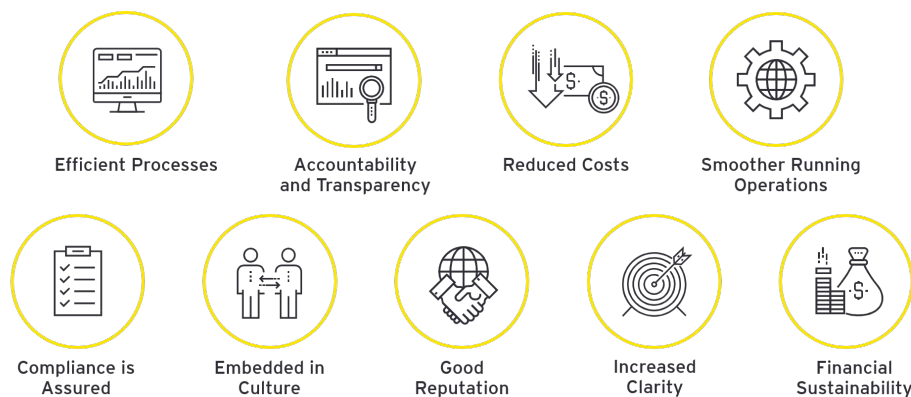 Efficient Processes
Accountability
and Transparency
Reduced Costs
Smoother Running
Operations
Compliance is
Assured
Embedded in
Culture
Good
Reputation
Increased
Clarity
Financial
Sustainability